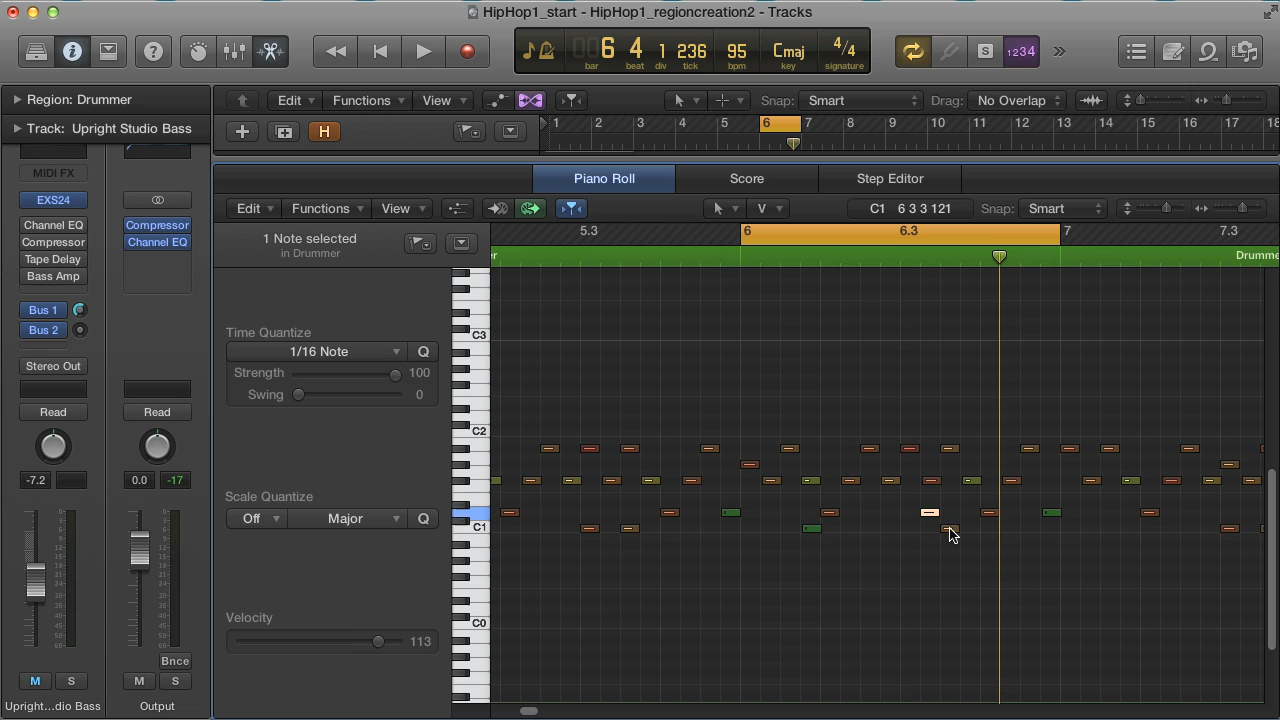 HipHop1_start - HipHop1_regioncreation2 - Tracks
6 4 1 236 95 Cmaj 4/4
bar beat div tick bpm key signature
S 1234
Region: Drummer
Track: Upright Studio Bass
Edit Functions View Snap: Smart Drag: No Overlap
H
1 2 3 4 5 6 7 8 9 10 11 12 13 14 15 16 17 18
Piano Roll Score Step Editor
Edit Functions View V C1 6 3 3 121 Snap: Smart
1 Note selected
in Drummer
5.3 6 6.3 7 7.3
er Drumme
MIDI FX
EXS24
Channel EQ Compressor
Compressor Channel EQ
Tape Delay
Bass Amp
Bus 1
Bus 2
Stereo Out
Read Read
-7.2 0.0 -17
Bnce
M S M S
Upright...dio Bass Output
Time Quantize
1/16 Note Q
Strength 100
Swing 0
Scale Quantize
Off Major Q
Velocity
113
C3
C2
C1
C0